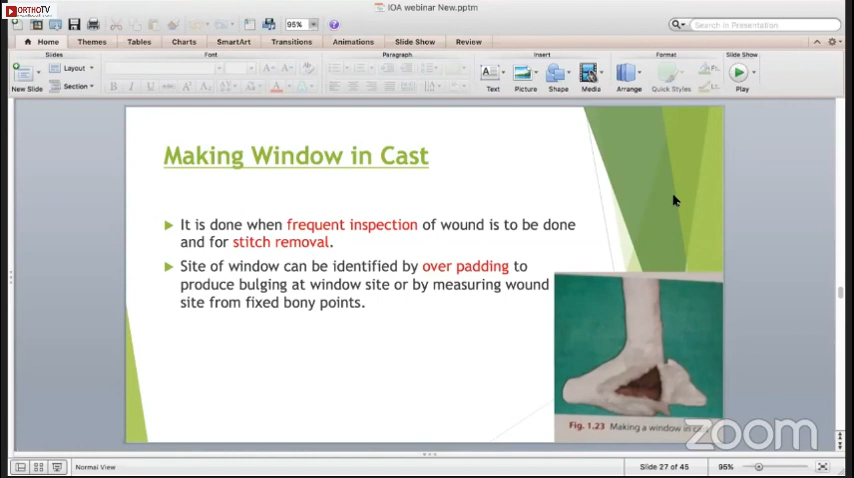 ORTHOTV
IOA webinar New.pptm
95%
Search in Presentation
Home
Themes
Tables
Charts
SmartArt
Transitions
Animations
Slide Show
Review
Slides
Font
Paragraph
Insert
Format
Slide Show
New Slide
Layout
Section
B I U
Text
Picture
Shape
Media
Arrange
Quick Styles
Play
Making Window in Cast
It is done when frequent inspection of wound is to be done
and for stitch removal.
Site of window can be identified by over padding to
produce bulging at window site or by measuring wound
site from fixed bony points.
Fig. 1.23 Making a window in
zoom
Normal View
Slide 27 of 45
95%